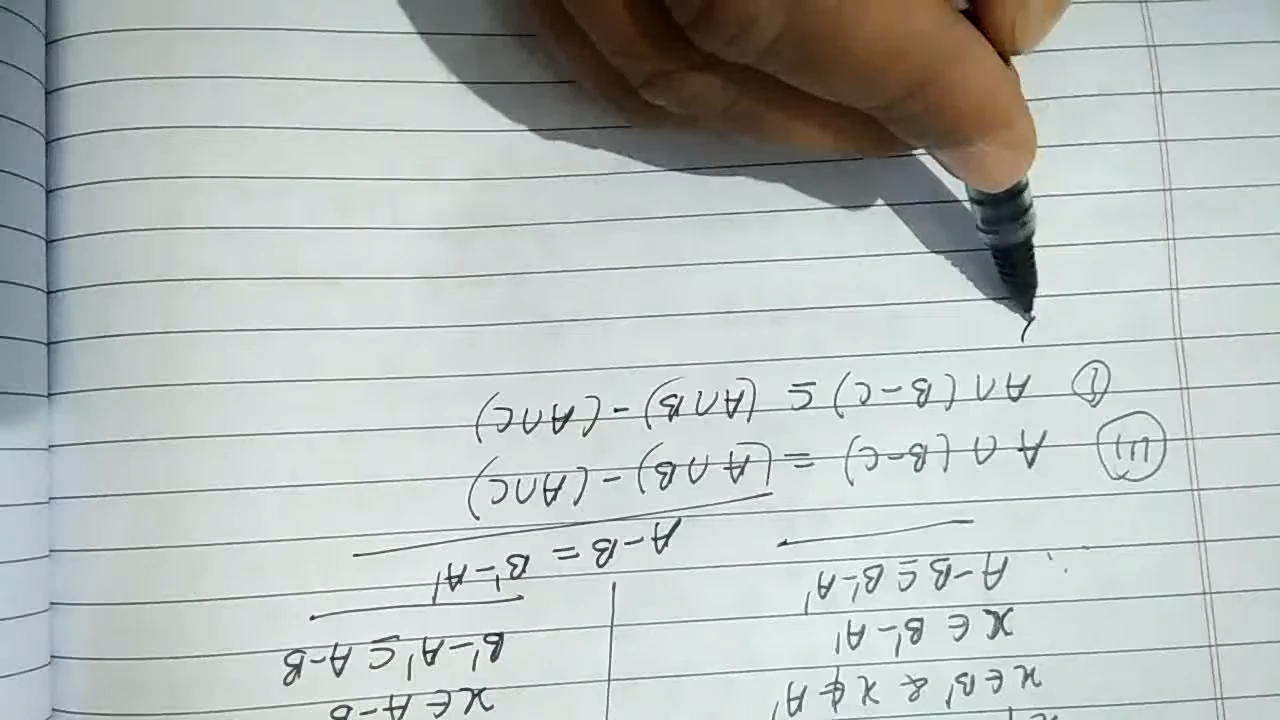 x ∈ B' & x ∉ A'
x ∈ B'-A'
∴ A-B ⊆ B'-A'
x ∈ A-B
B'-A' ⊆ A-B
A-B = B'-A'
(iii) A ∩ (B-C) = (A∩B) - (A∩C)
(i) A∩(B-C) ⊆ (A∩B) - (A∩C)